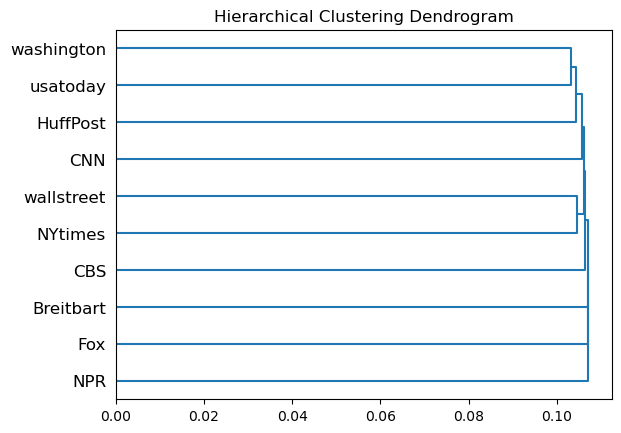 Hierarchical Clustering Dendrogram
washington
usatoday
HuffPost
CNN
wallstreet
NYtimes
CBS
Breitbart
Fox
NPR
0.00 0.02 0.04 0.06 0.08 0.10